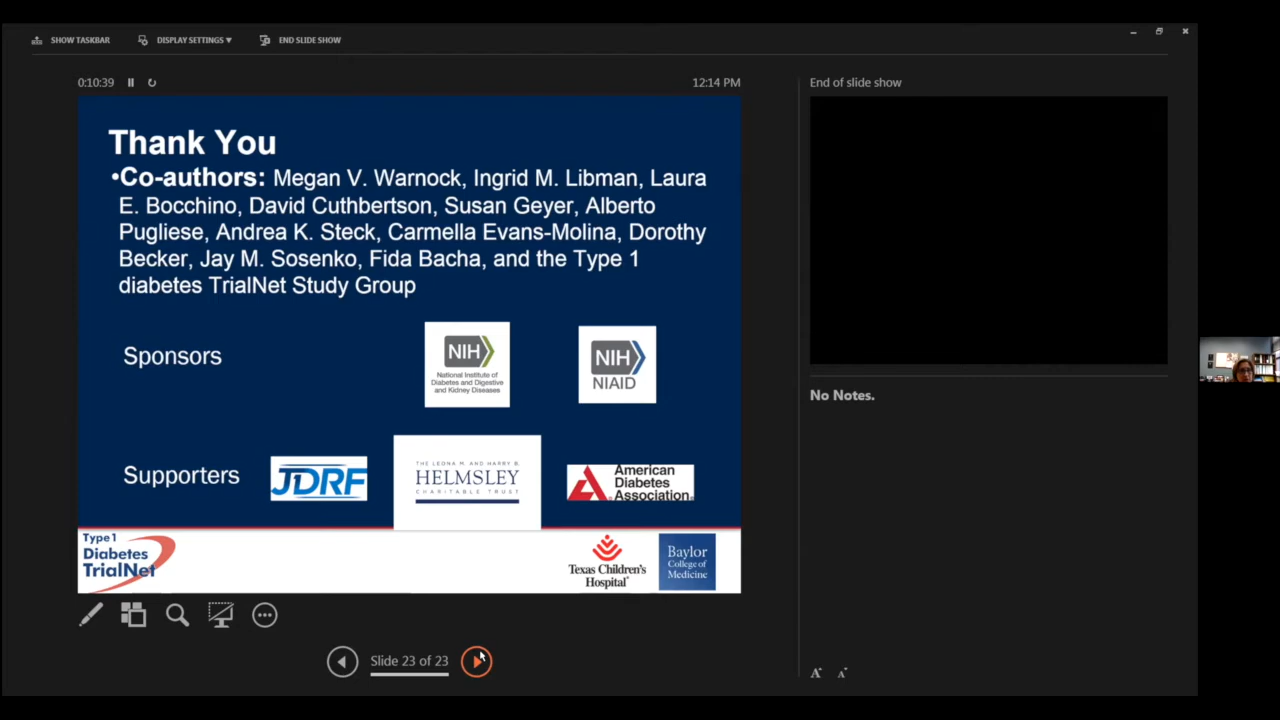 SHOW TASKBAR
DISPLAY SETTINGS ▼
END SLIDE SHOW
0:10:39
12:14 PM
End of slide show
Thank You
•Co-authors: Megan V. Warnock, Ingrid M. Libman, Laura
E. Bocchino, David Cuthbertson, Susan Geyer, Alberto
Pugliese, Andrea K. Steck, Carmella Evans-Molina, Dorothy
Becker, Jay M. Sosenko, Fida Bacha, and the Type 1
diabetes TrialNet Study Group
Sponsors
NIH
National Institute of
Diabetes and Digestive
and Kidney Diseases
NIH
NIAID
Supporters
JDRF
THE LEONA M. AND HARRY B.
HELMSLEY
CHARITABLE TRUST
American
Diabetes
Association®
Type 1
Diabetes
TrialNet
Texas Children's
Hospital®
Baylor
College of
Medicine
No Notes.
Slide 23 of 23
A A